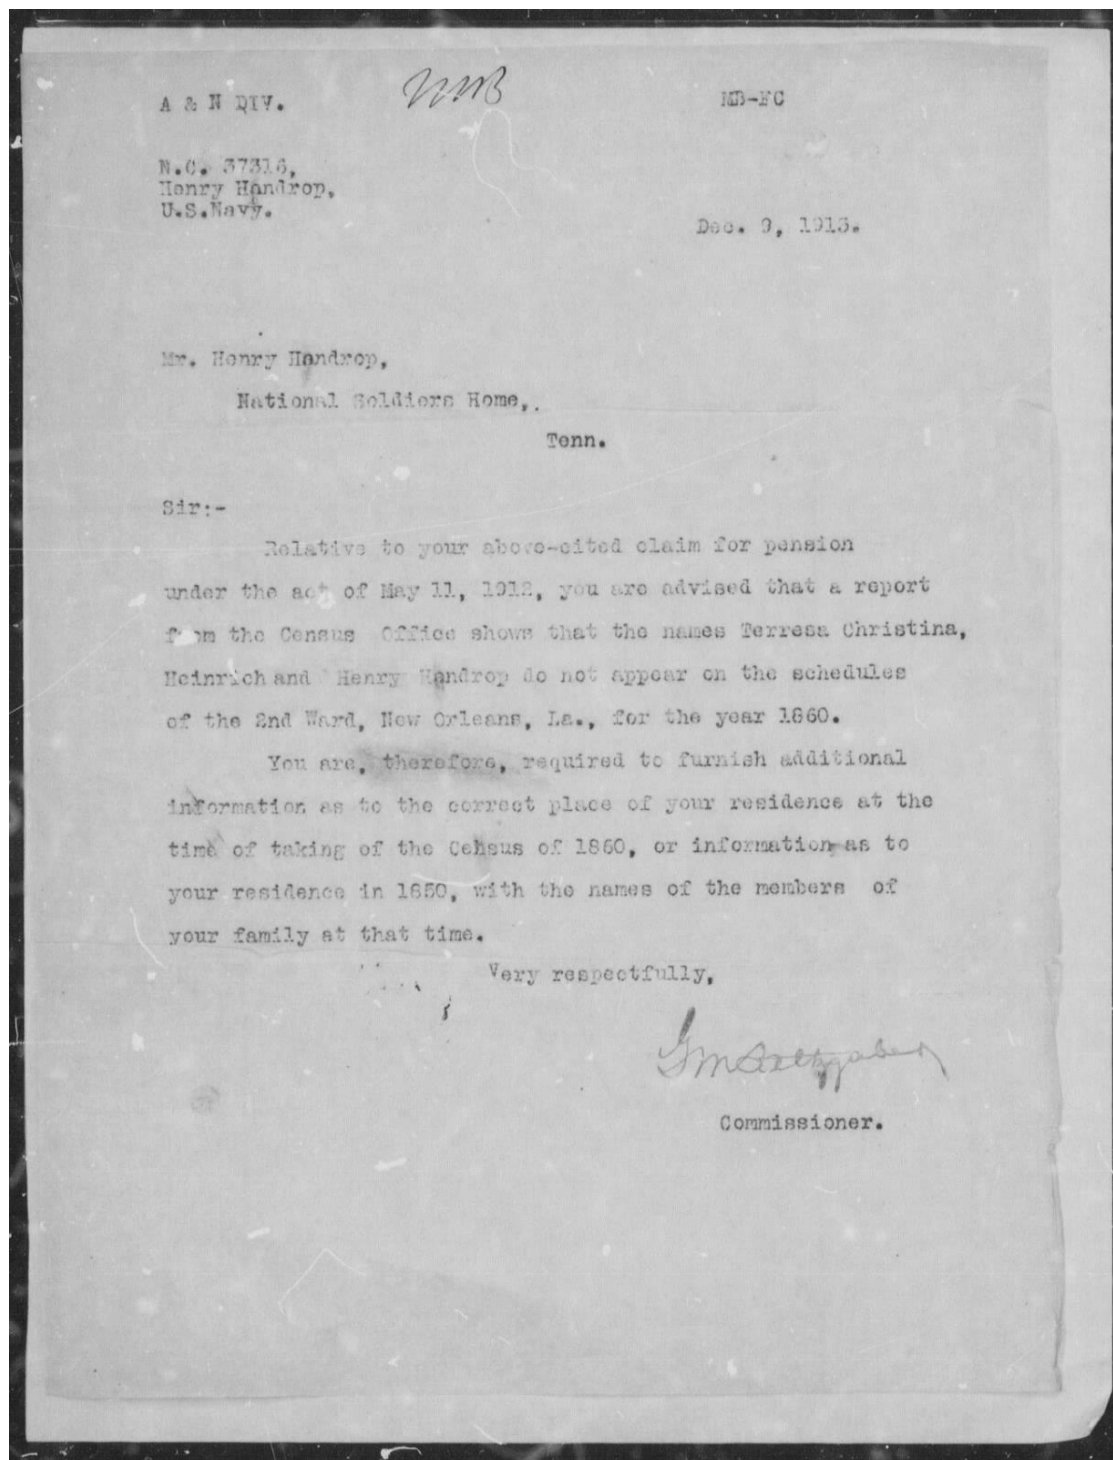 A & N DIV.
MB-FC
N.C. 37316,
Henry Handrop,
U.S.Navy.
Dec. 9, 1913.
Mr. Henry Handrop,
National Soldiers Home,.
Tenn.
Sir:-
Relative to your above-cited claim for pension
under the act of May 11, 1912, you are advised that a report
from the Census Office shows that the names Terresa Christina,
Heinrich and Henry Handrop do not appear on the schedules
of the 2nd Ward, New Orleans, La., for the year 1860.
You are, therefore, required to furnish additional
information as to the correct place of your residence at the
time of taking of the Census of 1860, or information as to
your residence in 1850, with the names of the members of
your family at that time.
Very respectfully,
G M Saltzgaber
Commissioner.